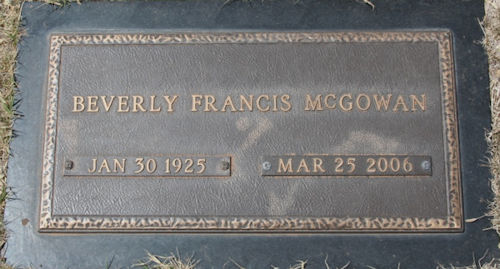 BEVERLY FRANCIS McGOWAN
JAN 30 1925 MAR 25 2006